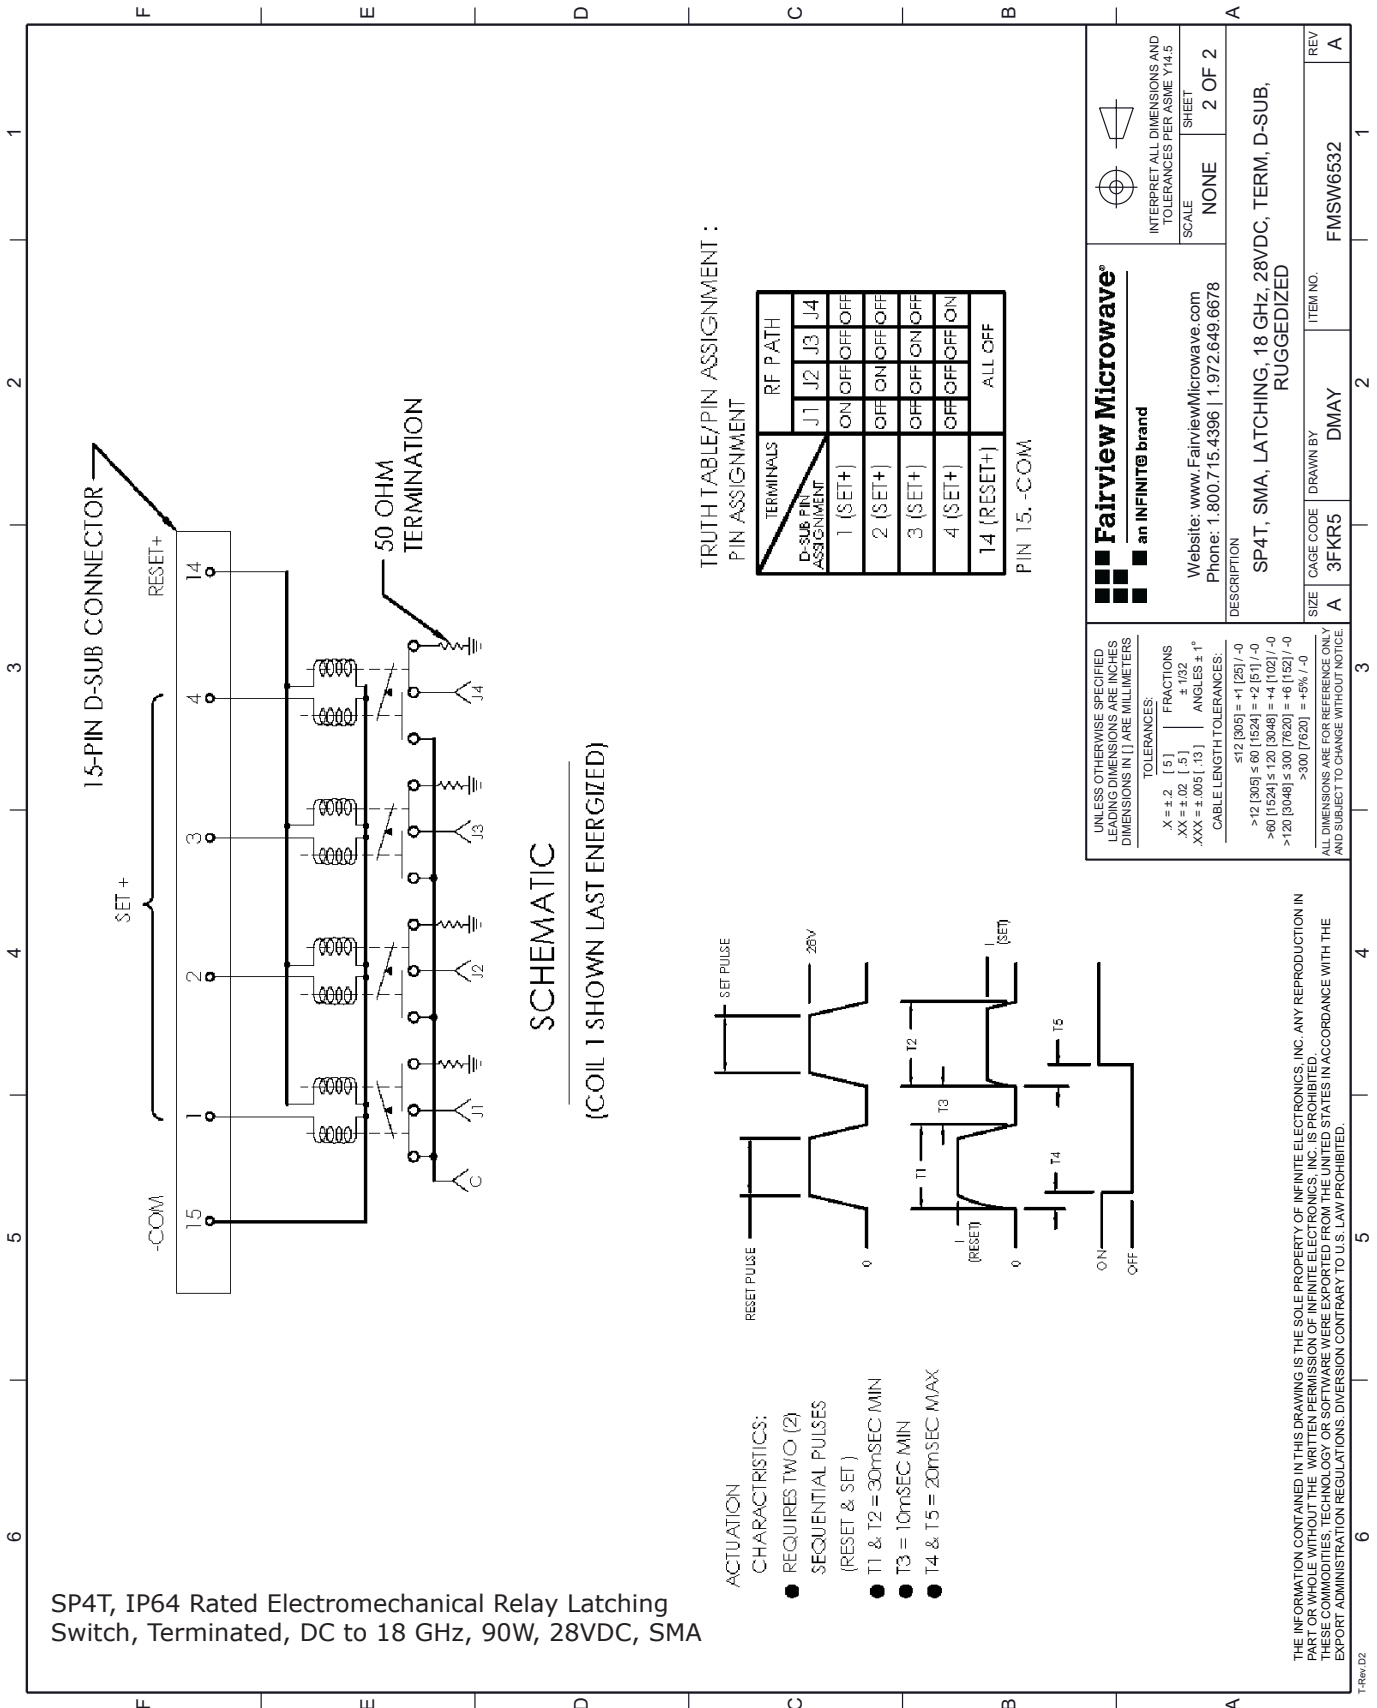 15-PIN D-SUB CONNECTOR
-COM
SET +
RESET+
15
1
2
3
4
14
C
J1
J2
J3
J4
50 OHM
TERMINATION
SCHEMATIC
(COIL 1 SHOWN LAST ENERGIZED)
ACTUATION
CHARACTRISTICS:
REQUIRES TWO (2)
SEQUENTIAL PULSES
(RESET & SET )
T1 & T2 = 30mSEC MIN
T3 = 10mSEC MIN
T4 & T5 = 20mSEC MAX
RESET PULSE
SET PULSE
0
28V
I
(RESET)
0
T1
T3
T2
I
(SET)
ON
OFF
T4
T5
TRUTH TABLE/PIN ASSIGNMENT :
PIN ASSIGNMENT
TERMINALS
RF PATH
D-SUB PIN
ASSIGNMENT
J1 J2 J3 J4
1 (SET+) ON OFF OFF OFF
2 (SET+) OFF ON OFF OFF
3 (SET+) OFF OFF ON OFF
4 (SET+) OFF OFF OFF ON
14 (RESET+) ALL OFF
PIN 15. -COM
UNLESS OTHERWISE SPECIFIED
LEADING DIMENSIONS ARE INCHES
DIMENSIONS IN [ ] ARE MILLIMETERS
TOLERANCES:
.X = ± .2 [ 5 ]
.XX = ± .02 [ .5 ]
.XXX = ± .005 [ .13 ]
FRACTIONS
± 1/32
ANGLES ± 1°
CABLE LENGTH TOLERANCES:
≤12 [305] = +1 [25] / -0
>12 [305] ≤ 60 [1524] = +2 [51] / -0
>60 [1524] ≤ 120 [3048] = +4 [102] / -0
>120 [3048] ≤ 300 [7620] = +6 [152] / -0
>300 [7620] = +5% / -0
ALL DIMENSIONS ARE FOR REFERENCE ONLY
AND SUBJECT TO CHANGE WITHOUT NOTICE.
Fairview Microwave®
an INFINIT@ brand
Website: www.FairviewMicrowave.com
Phone: 1.800.715.4396 | 1.972.649.6678
INTERPRET ALL DIMENSIONS AND
TOLERANCES PER ASME Y14.5
SCALE
NONE
SHEET
2 OF 2
DESCRIPTION
SP4T, SMA, LATCHING, 18 GHz, 28VDC, TERM, D-SUB,
RUGGEDIZED
SIZE
A
CAGE CODE
3FKR5
DRAWN BY
DMAY
ITEM NO.
FMSW6532
REV
A
THE INFORMATION CONTAINED IN THIS DRAWING IS THE SOLE PROPERTY OF INFINITE ELECTRONICS, INC. ANY REPRODUCTION IN
PART OR WHOLE WITHOUT THE WRITTEN PERMISSION OF INFINITE ELECTRONICS, INC. IS PROHIBITED.
THESE COMMODITIES, TECHNOLOGY OR SOFTWARE WERE EXPORTED FROM THE UNITED STATES IN ACCORDANCE WITH THE
EXPORT ADMINISTRATION REGULATIONS. DIVERSION CONTRARY TO U.S. LAW PROHIBITED.
T-Rev.D2
6 5 4 3 2 1
6 5 4 3 2 1
F E D C B A
F E D C B A
SP4T, IP64 Rated Electromechanical Relay Latching
Switch, Terminated, DC to 18 GHz, 90W, 28VDC, SMA